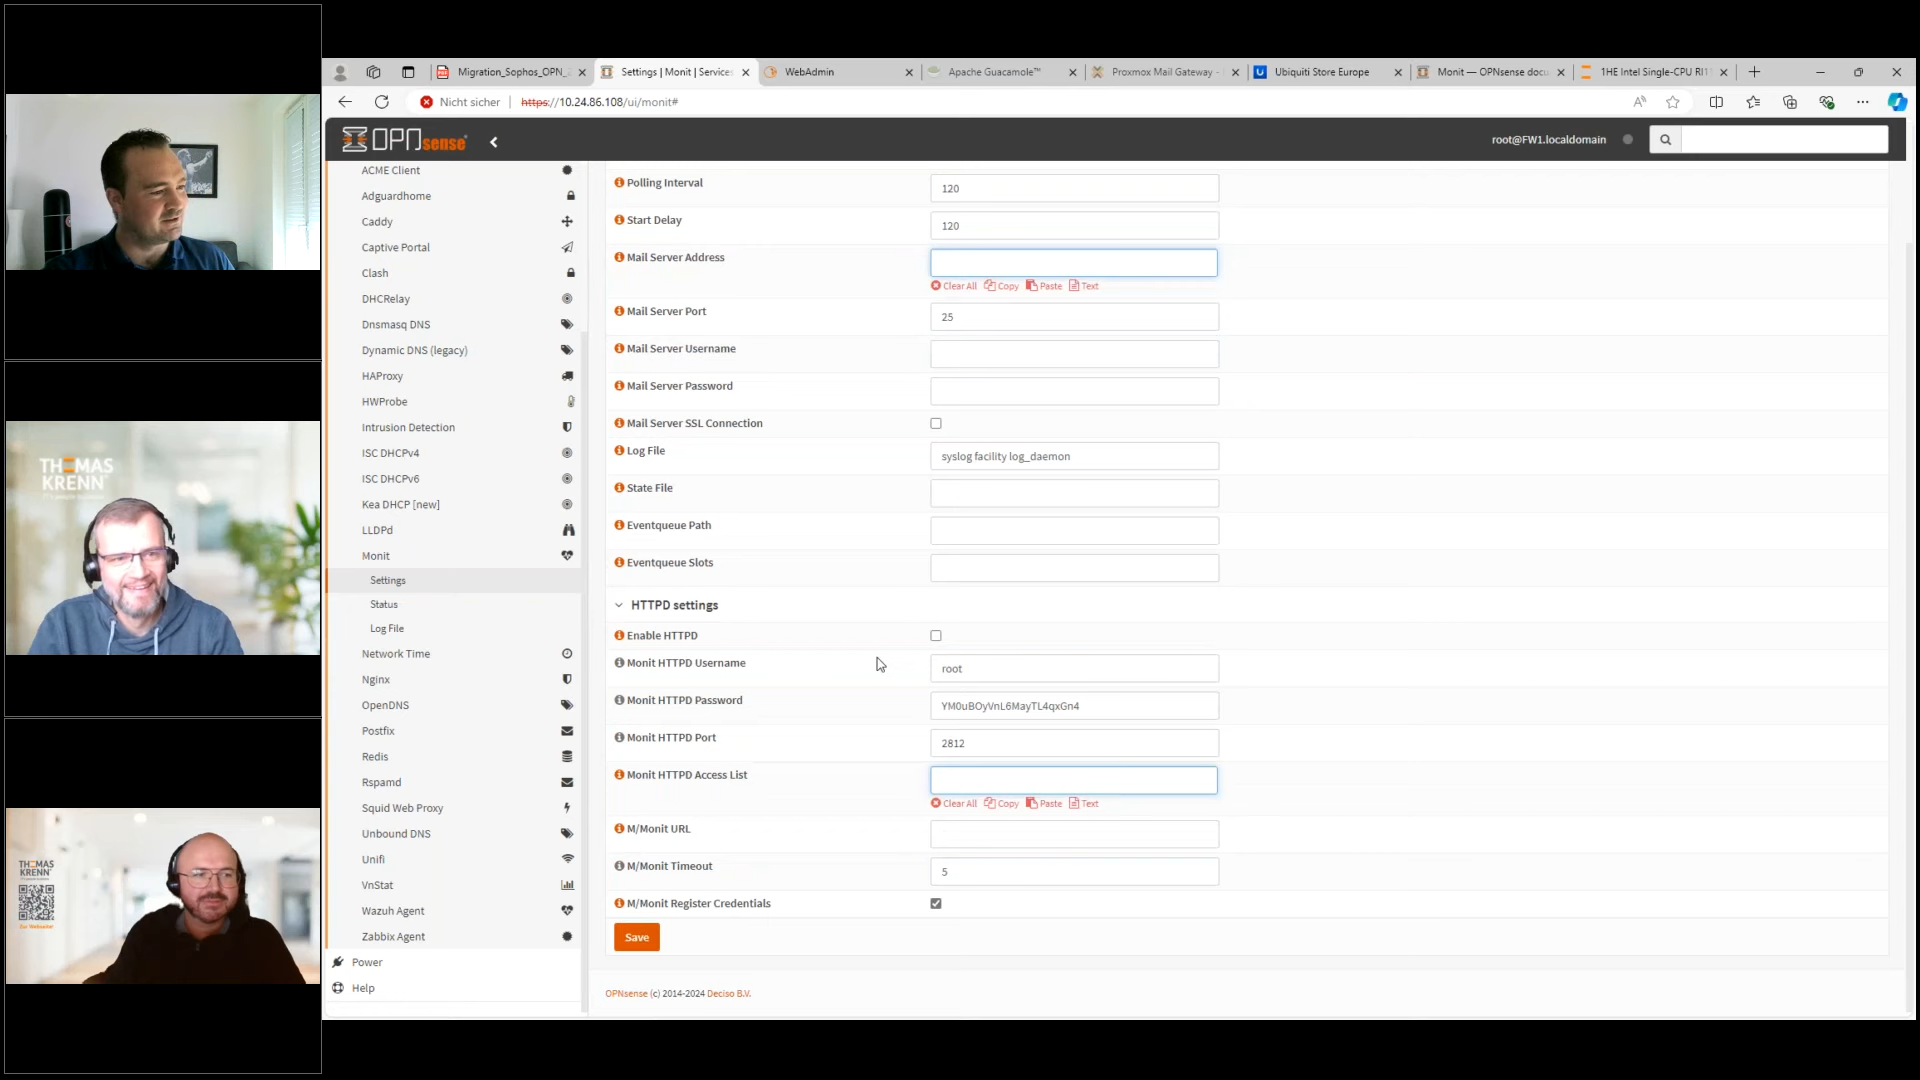 Migration_Sophos_OPN_
Settings | Monit | Services
WebAdmin
Apache Guacamole™
Proxmox Mail Gateway -
Ubiquiti Store Europe
Monit — OPNsense docu
1HE Intel Single-CPU RI1
Nicht sicher
https://10.24.86.108/ui/monit#
OPNsense
root@FW1.localdomain
ACME Client
Adguardhome
Caddy
Captive Portal
Clash
DHCRelay
Dnsmasq DNS
Dynamic DNS (legacy)
HAProxy
HWProbe
Intrusion Detection
ISC DHCPv4
ISC DHCPv6
Kea DHCP [new]
LLDPd
Monit
Settings
Status
Log File
Network Time
Nginx
OpenDNS
Postfix
Redis
Rspamd
Squid Web Proxy
Unbound DNS
Unifi
VnStat
Wazuh Agent
Zabbix Agent
Power
Help
Polling Interval
120
Start Delay
120
Mail Server Address
Clear All Copy Paste Text
Mail Server Port
25
Mail Server Username
Mail Server Password
Mail Server SSL Connection
Log File
syslog facility log_daemon
State File
Eventqueue Path
Eventqueue Slots
HTTPD settings
Enable HTTPD
Monit HTTPD Username
root
Monit HTTPD Password
YM0uBOyVnL6MayTL4qxGn4
Monit HTTPD Port
2812
Monit HTTPD Access List
Clear All Copy Paste Text
M/Monit URL
M/Monit Timeout
5
M/Monit Register Credentials
Save
OPNsense (c) 2014-2024 Deciso B.V.
THOMAS
KRENN
THOMAS
KRENN